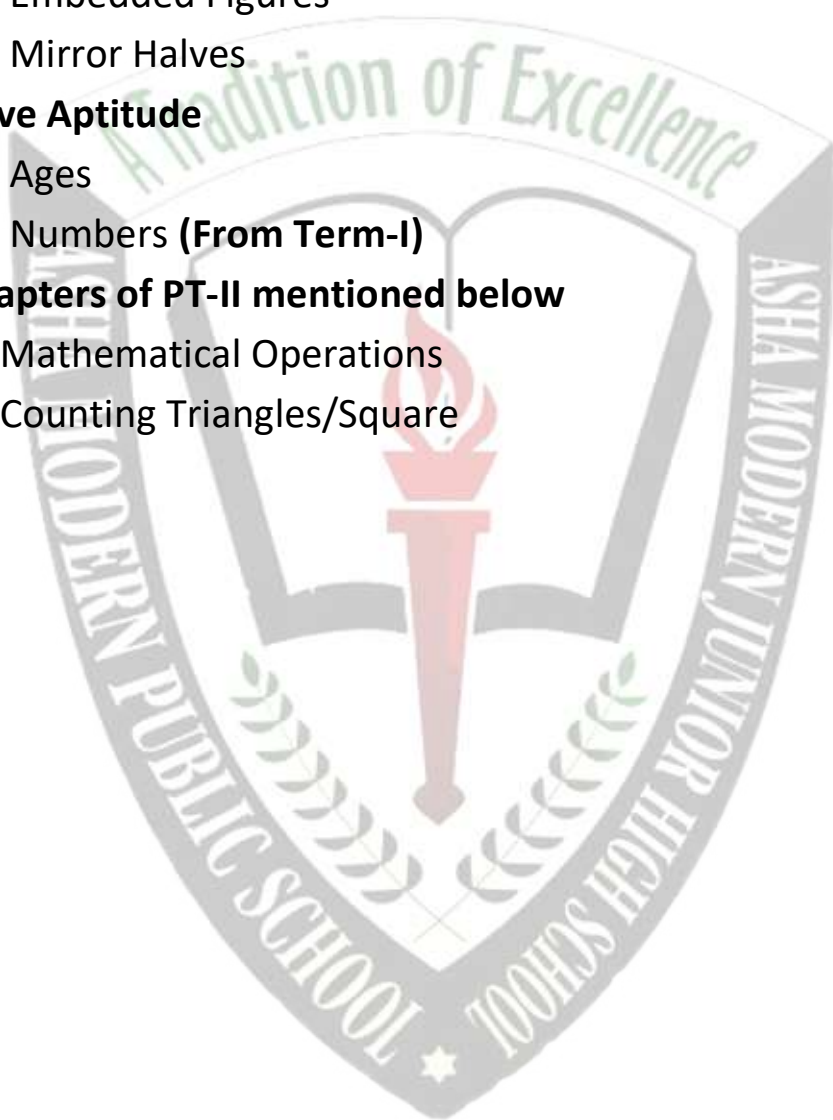 Embedded Figures
Mirror Halves
ve Aptitude
Ages
Numbers (From Term-I)
apters of PT-II mentioned below
Mathematical Operations
Counting Triangles/Square
A Tradition of Excellence
ASHA MODERN PUBLIC SCHOOL
ASHA MODERN JUNIOR HIGH SCHOOL